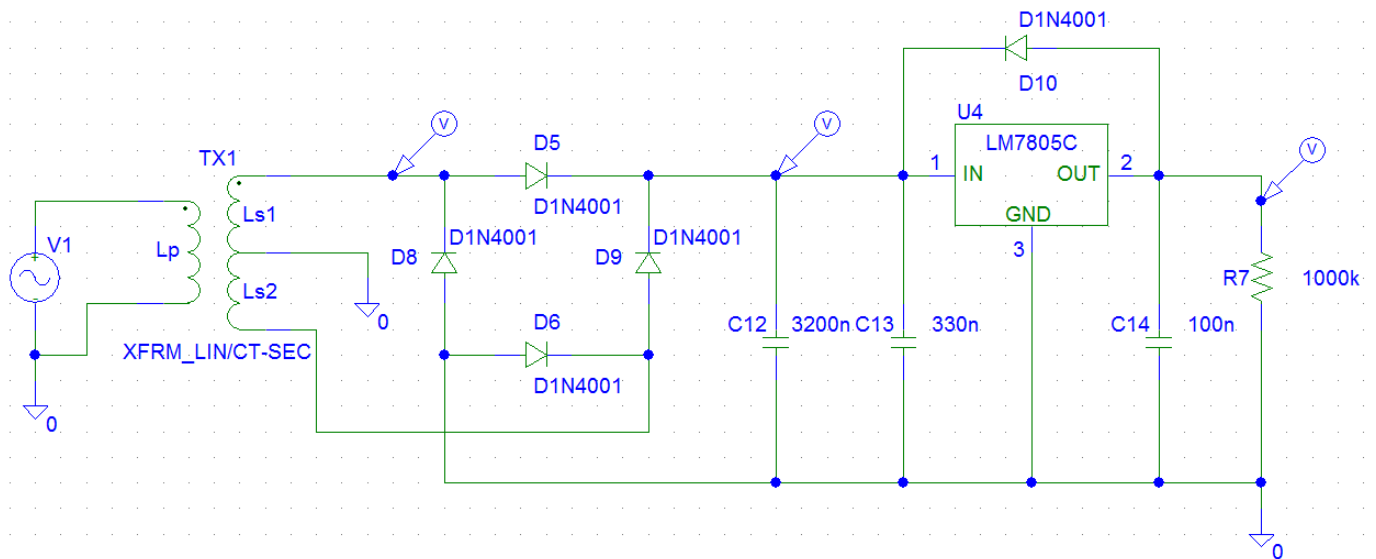 D1N4001
D10
U4
LM7805C
1
IN
OUT
2
GND
3
V
V
V
TX1
D5
D1N4001
Ls1
V1
Lp
D1N4001
D8
D1N4001
D9
Ls2
0
R7
1000k
D6
C12
3200n
C13
330n
C14
100n
XFRM_LIN/CT-SEC
D1N4001
0
0